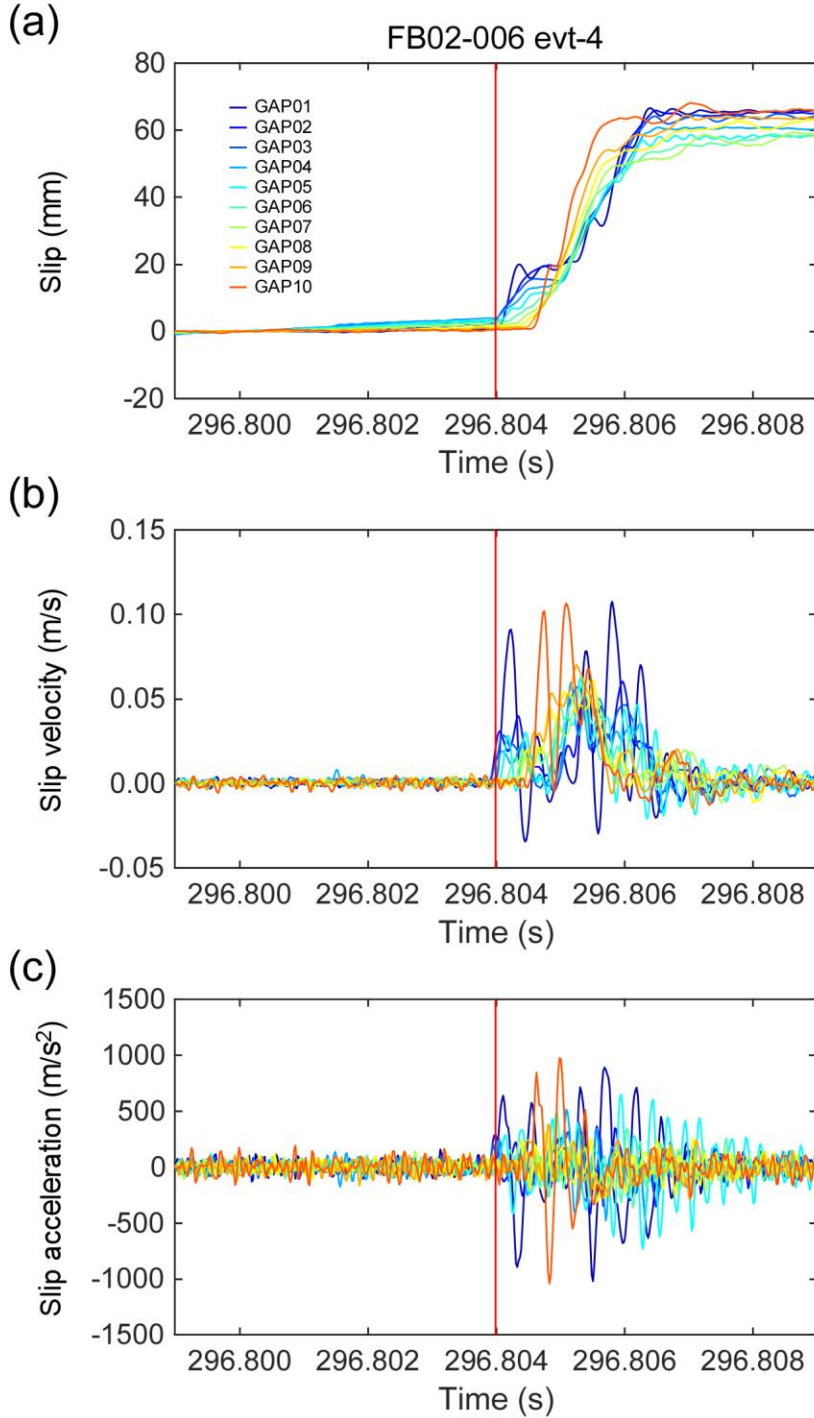 (a)
FB02-006 evt-4
80
60
40
20
0
-20
Slip (mm)
GAP01
GAP02
GAP03
GAP04
GAP05
GAP06
GAP07
GAP08
GAP09
GAP10
296.800 296.802 296.804 296.806 296.808
Time (s)
(b)
0.15
0.10
0.05
0.00
-0.05
Slip velocity (m/s)
296.800 296.802 296.804 296.806 296.808
Time (s)
(c)
1500
1000
500
0
-500
-1000
-1500
Slip acceleration (m/s²)
296.800 296.802 296.804 296.806 296.808
Time (s)